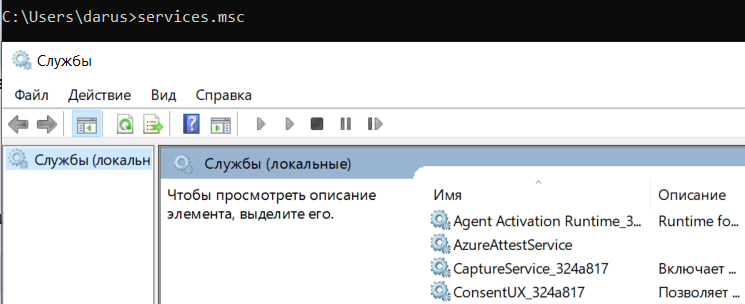 C:\Users\darus>services.msc
Службы
Файл Действие Вид Справка
Службы (локальн
Службы (локальные)
Чтобы просмотреть описание
элемента, выделите его.
Имя Описание
Agent Activation Runtime_3... Runtime fo...
AzureAttestService
CaptureService_324a817 Включает ...
ConsentUX_324a817 Позволяет ...